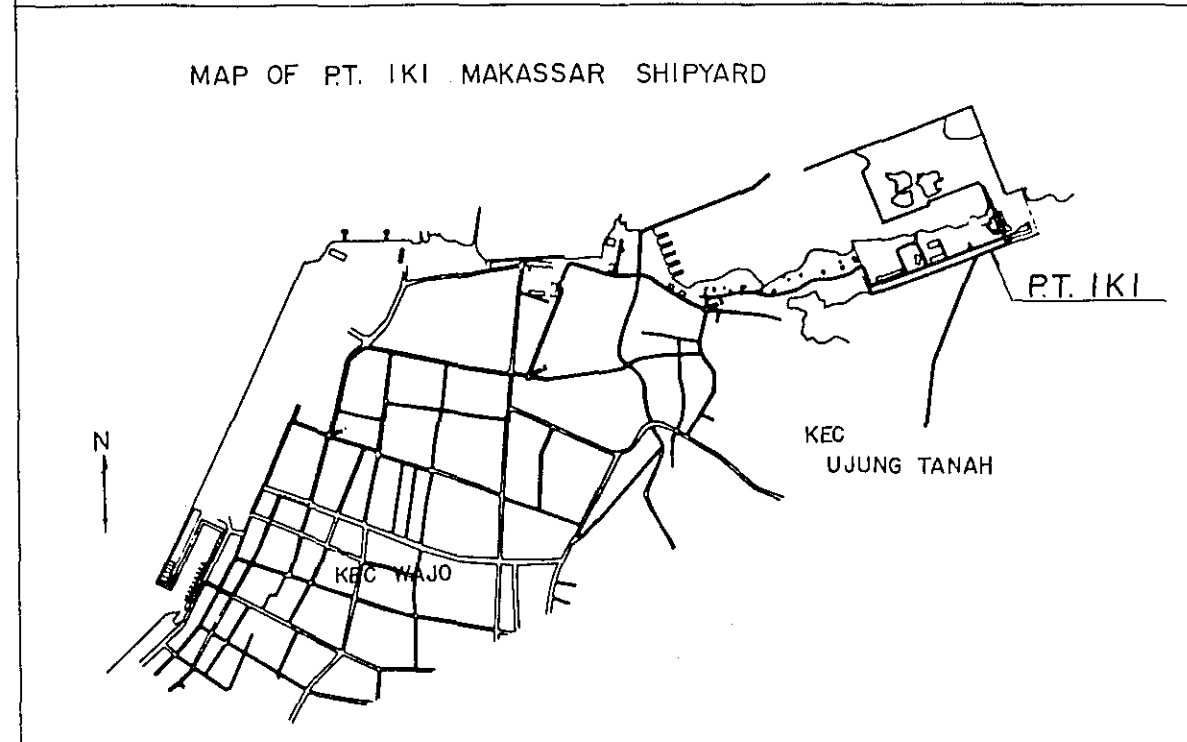 MAP OF P.T. IKI MAKASSAR SHIPYARD
P.T. IKI
N
KEC
UJUNG TANAH
KEC WAJO